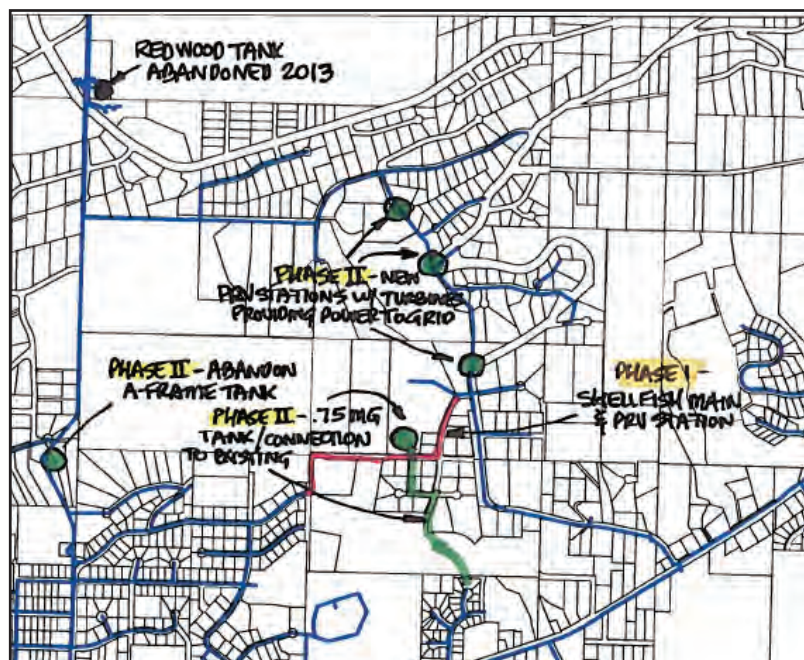 REDWOOD TANK
ABANDONED 2013
PHASE II - NEW
PRV STATIONS W/ TURBINES
PROVIDING POWER TO GRID
PHASE II - ABANDON
A-FRAME TANK
PHASE 1 -
SHELLFISH MAIN
& PRV STATION
PHASE II - .75 MG
TANK/CONNECTION
TO EXISTING